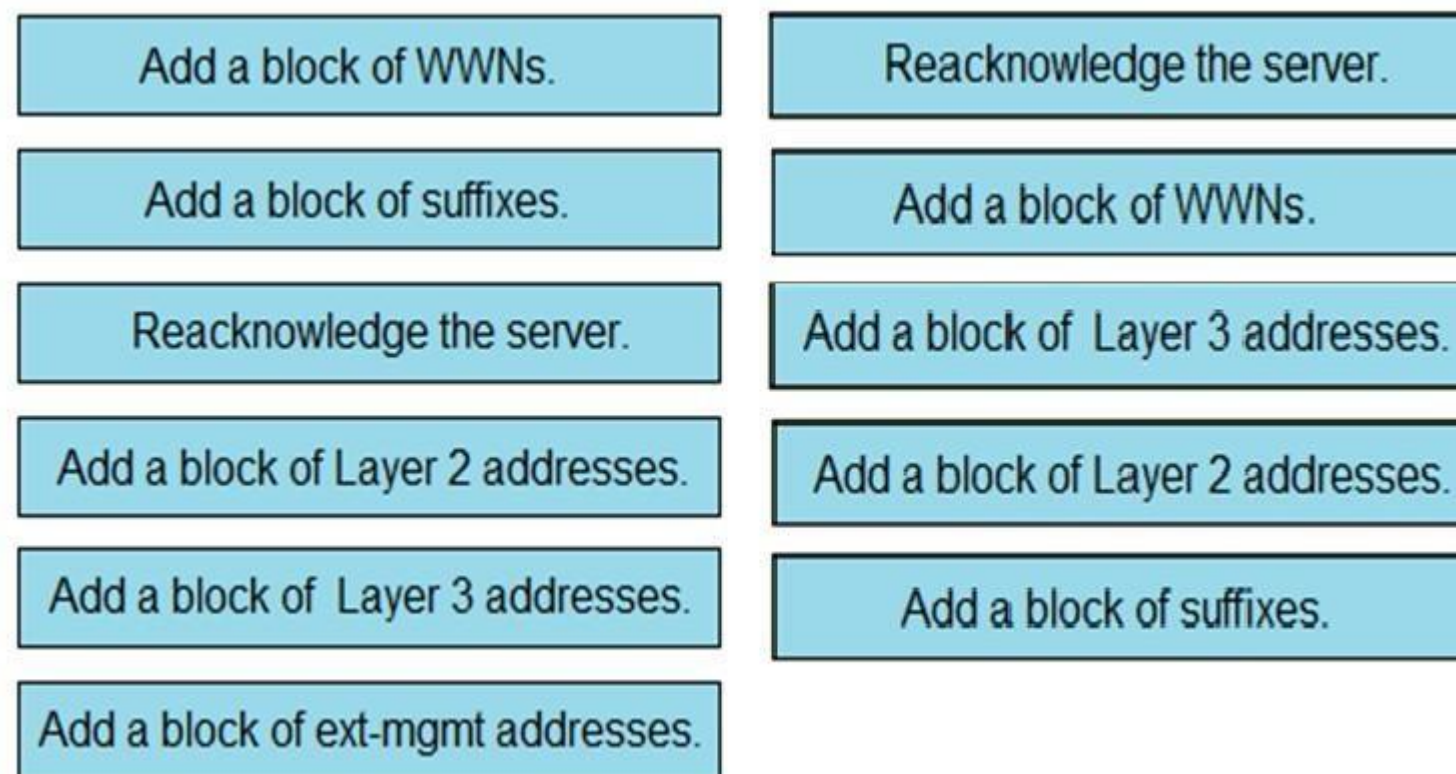 Add a block of WWNs.
Add a block of suffixes.
Reacknowledge the server.
Add a block of Layer 2 addresses.
Add a block of Layer 3 addresses.
Add a block of ext-mgmt addresses.
Reacknowledge the server.
Add a block of WWNs.
Add a block of Layer 3 addresses.
Add a block of Layer 2 addresses.
Add a block of suffixes.